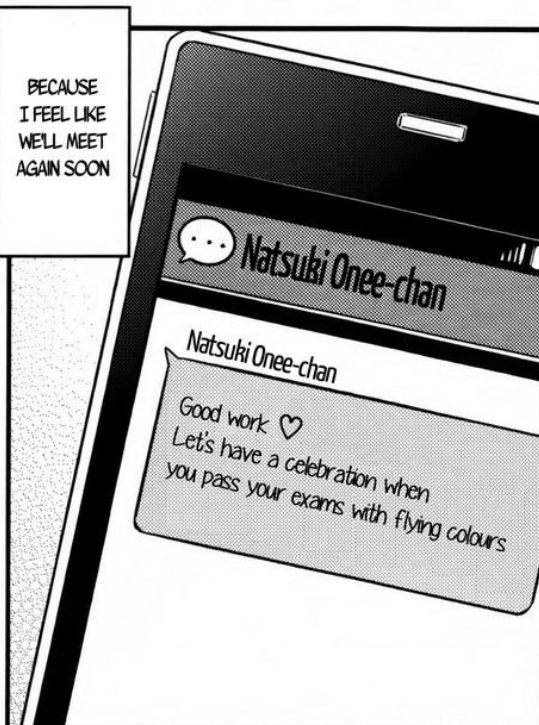 BECAUSE
I FEEL LIKE
WE'LL MEET
AGAIN SOON
Natsuki Onee-chan
Natsuki Onee-chan
Good work ♡
Let's have a celebration when
you pass your exams with flying colours